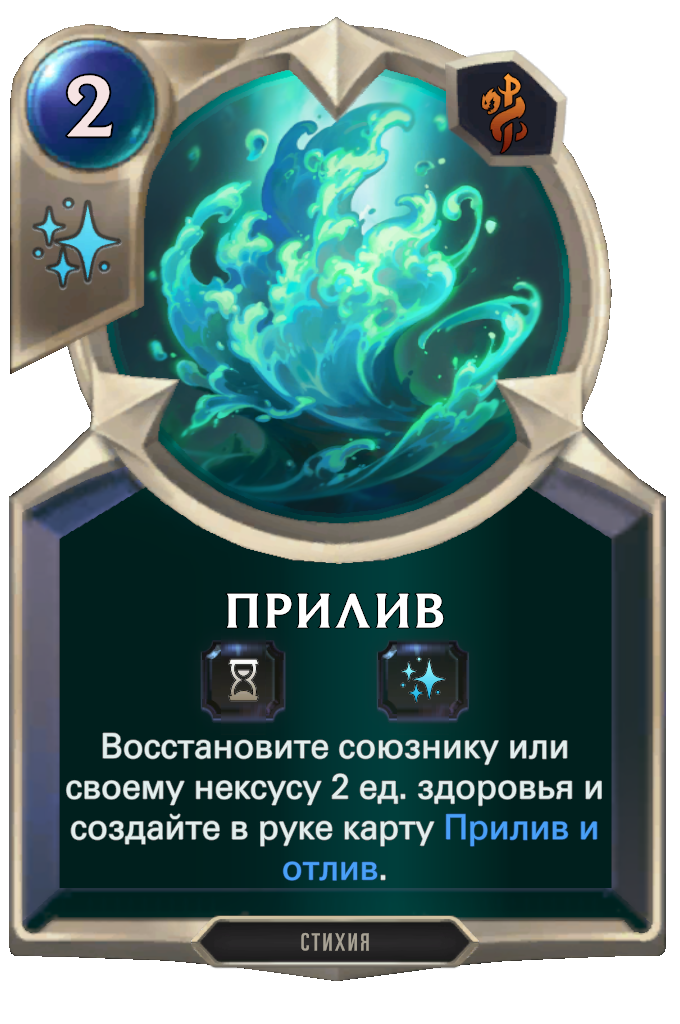 2
ПРИЛИВ
Восстановите союзнику или
своему нексусу 2 ед. здоровья и
создайте в руке карту Прилив и
отлив.
СТИХИЯ